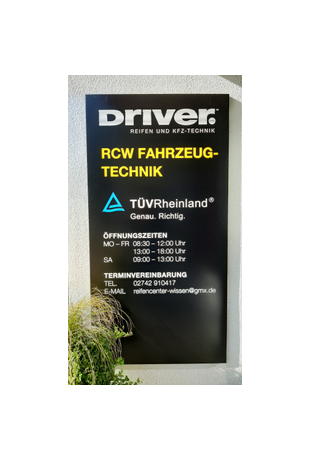 DRIVER.
REIFEN UND KFZ-TECHNIK
RCW FAHRZEUG-
TECHNIK
TÜVRheinland®
Genau. Richtig.
ÖFFNUNGSZEITEN
MO – FR 08:30 – 12:00 Uhr
13:00 – 18:00 Uhr
SA 09:00 – 13:00 Uhr
TERMINVEREINBARUNG
TEL. 02742 910417
E-MAIL reifencenter-wissen@gmx.de